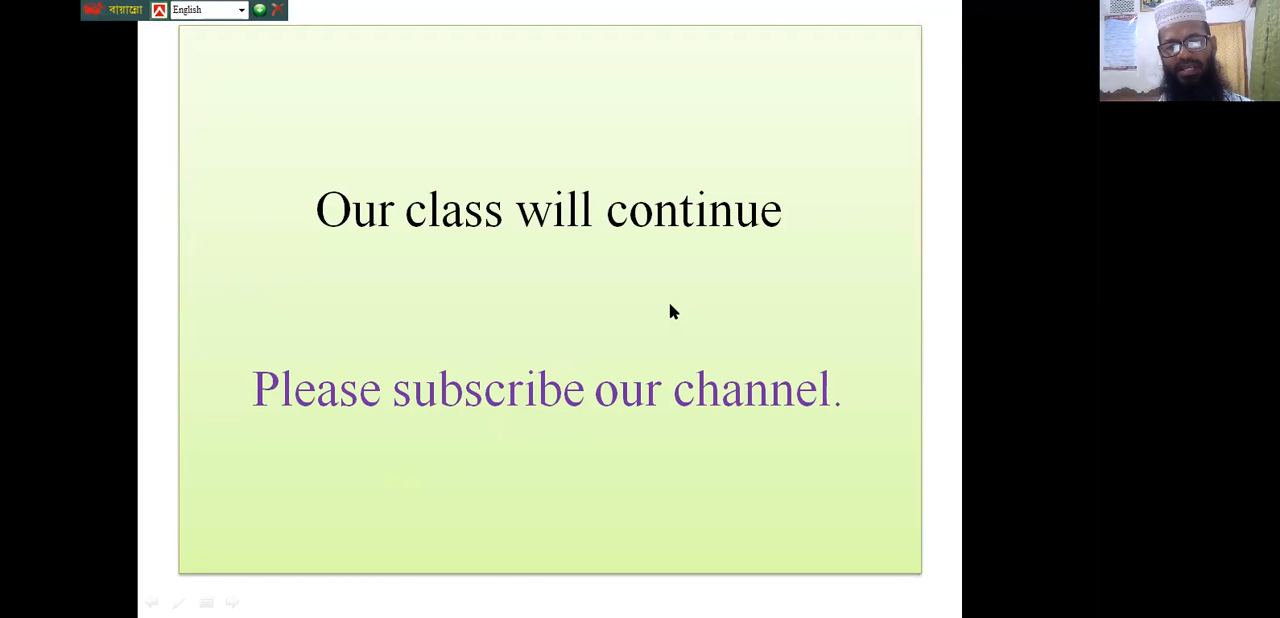 বায়ান্নো English
Our class will continue
Please subscribe our channel.